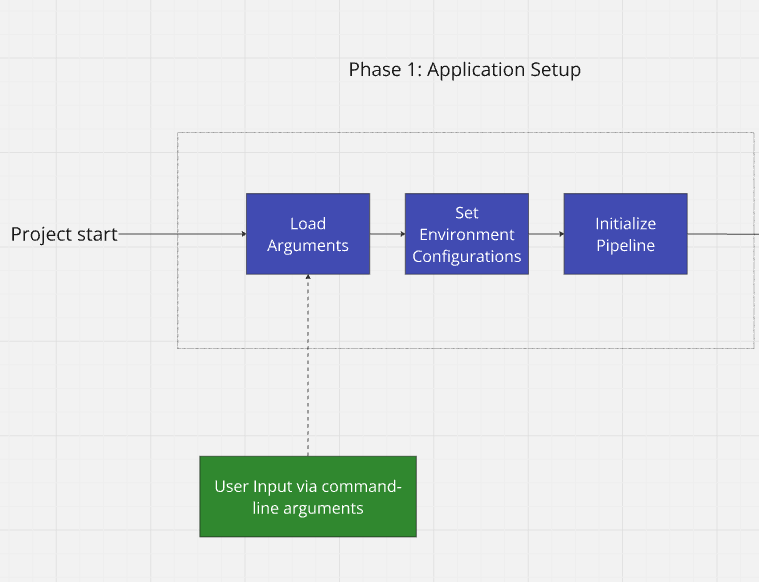 Phase 1: Application Setup
Project start
Load
Arguments
Set
Environment
Configurations
Initialize
Pipeline
User Input via command-
line arguments